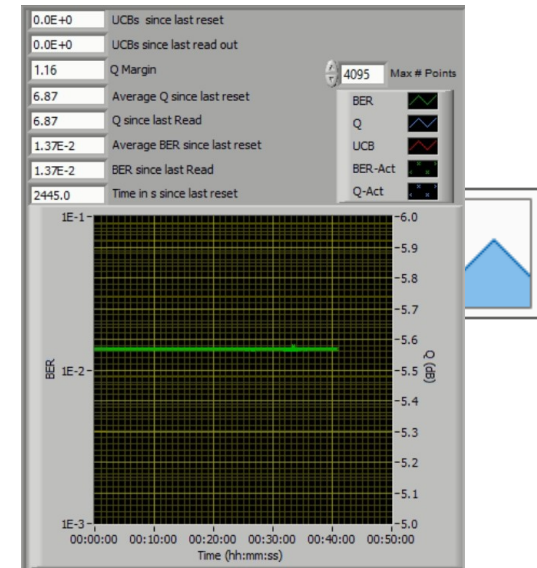 0.0E+0 UCBs since last reset
0.0E+0 UCBs since last read out
1.16 Q Margin
4095 Max # Points
6.87 Average Q since last reset
6.87 Q since last Read
1.37E-2 Average BER since last reset
1.37E-2 BER since last Read
2445.0 Time in s since last reset
BER
Q
UCB
BER-Act
Q-Act
1E-1
1E-2
1E-3
BER
6.0
5.9
5.8
5.7
5.6
5.5
5.4
5.3
5.2
5.1
5.0
Q (dB)
00:00:00 00:10:00 00:20:00 00:30:00 00:40:00 00:50:00
Time (hh:mm:ss)